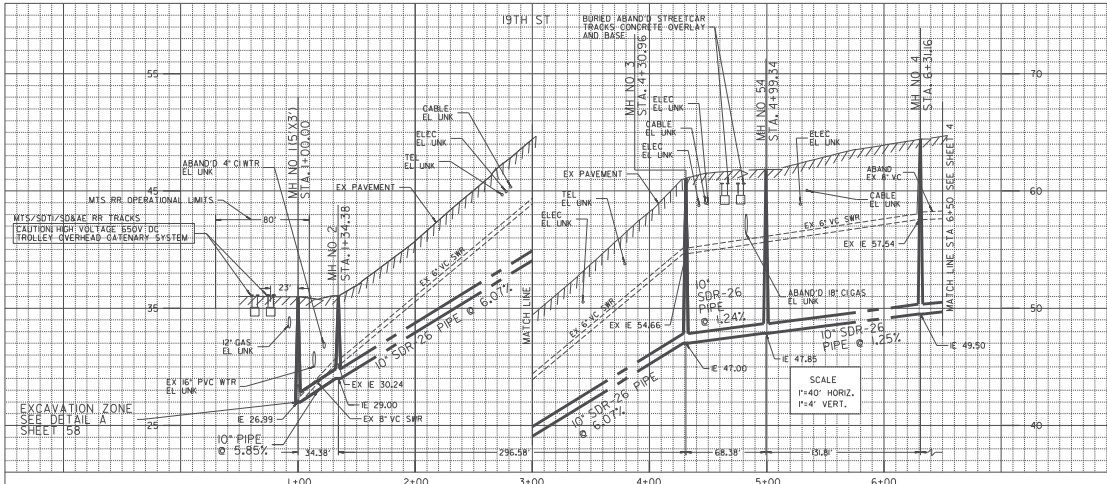 19TH ST
BURIED ABAND'D STREETCAR
TRACKS CONCRETE OVERLAY
AND BASE
55
70
MH NO 1 (5'X3')
STA. 1+00.00
ABAND'D 4" CIWTR
EL UNK
MTS RR OPERATIONAL LIMITS
80'
MTS/SDTI/SD&AE RR TRACKS
CAUTION! HIGH VOLTAGE 650V DC
TROLLEY OVERHEAD CATENARY SYSTEM
23'
MH NO 2
STA. 1+34.38
EX PAVEMENT
CABLE
EL UNK
ELEC
EL UNK
TEL
EL UNK
45
60
35
50
25
40
EX 6" VC SWR
10" SDR-26 PIPE @ 6.07%
12" GAS
EL UNK
EX 16" PVC WTR
EL UNK
EXCAVATION ZONE
SEE DETAIL A
SHEET 58
IE 26.99
10" PIPE
@ 5.85%
EX IE 30.24
IE 29.00
EX 8" VC SWR
34.38'
296.58'
68.38'
131.81'
MATCH LINE
EX PAVEMENT
TEL
EL UNK
ELEC
EL UNK
MH NO 3
STA. 4+30.96
ELEC
EL UNK
CABLE
EL UNK
ELEC
EL UNK
MH NO 54
STA. 4+99.34
ELEC
EL UNK
ABAND
EX 8" VC
CABLE
EL UNK
MH NO 4
STA. 6+31.16
MATCH LINE STA 6+50 SEE SHEET 4
EX 6" VC SWR
EX 6" VC SWR
EX IE 57.54
EX IE 54.66
10"
SDR-26
PIPE
@ 1.24%
ABAND'D 18" CIGAS
EL UNK
10" SDR-26
PIPE @ 1.25%
IE 49.50
IE 47.85
IE 47.00
10" SDR-26 PIPE
@ 6.07%
SCALE
1"=40' HORIZ.
1"=4' VERT.
1+00
2+00
3+00
4+00
5+00
6+00